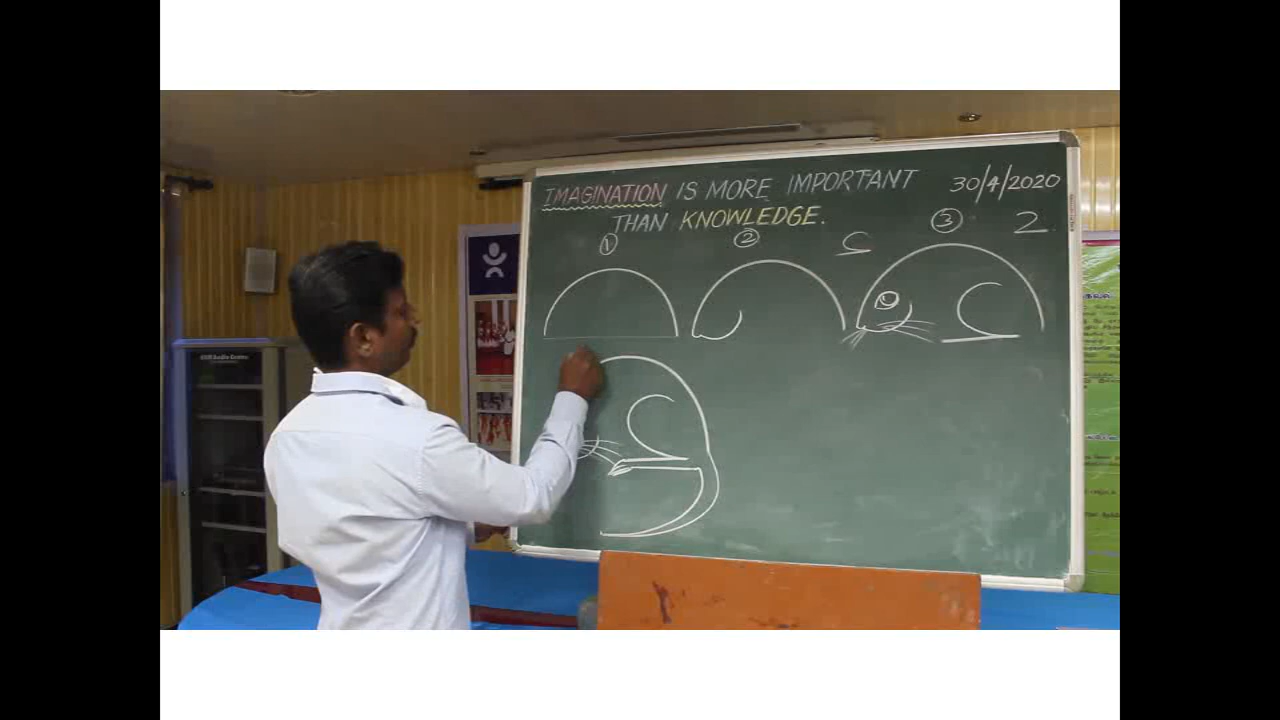 IMAGINATION IS MORE IMPORTANT 30/4/2020
THAN KNOWLEDGE.
① ② ③ 2